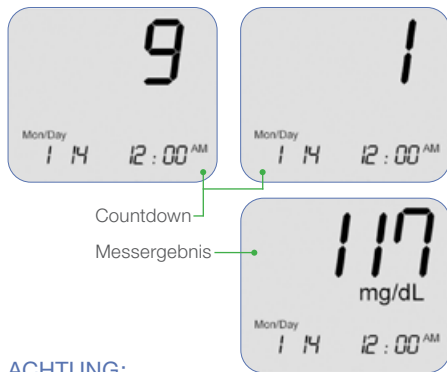 9
Mon/Day
1 14 12:00 AM
1
Mon/Day
1 14 12:00 AM
Countdown
Messergebnis
117
mg/dL
Mon/Day
1 14 12:00 AM
ACHTUNG: